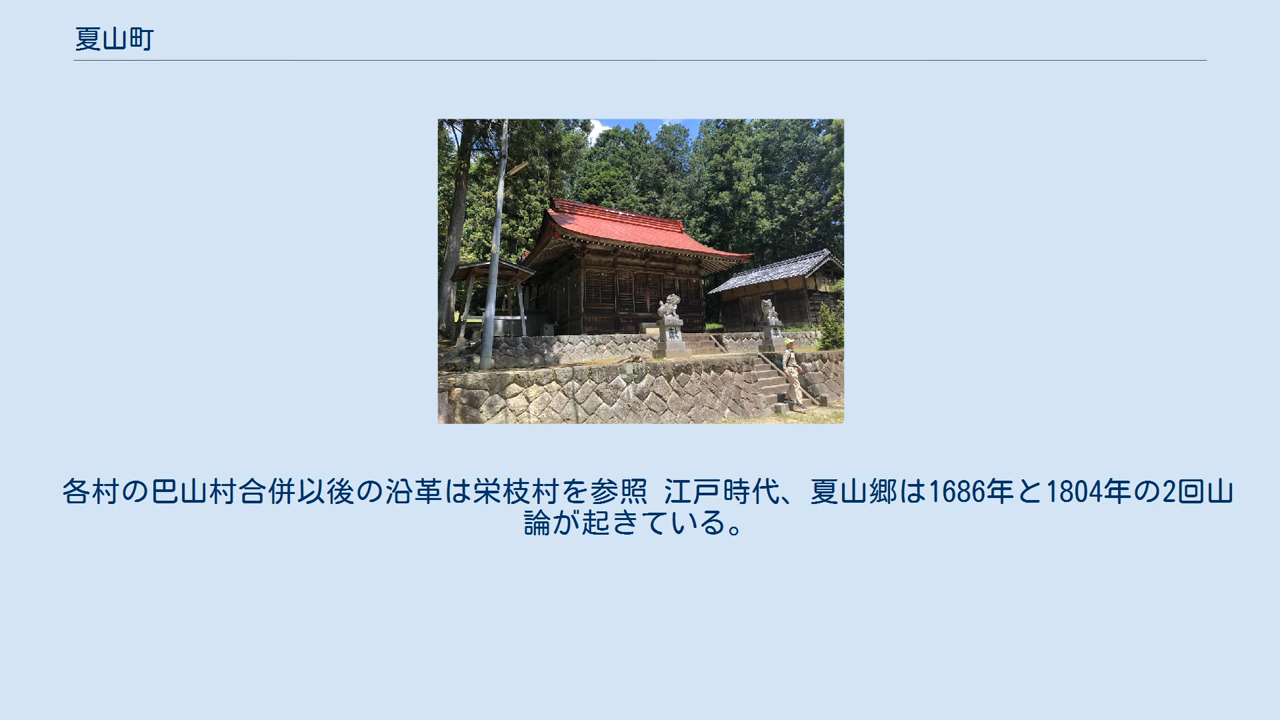 夏山町
各村の巴山村合併以後の沿革は栄枝村を参照 江戸時代、夏山郷は1686年と1804年の2回山
論が起きている。